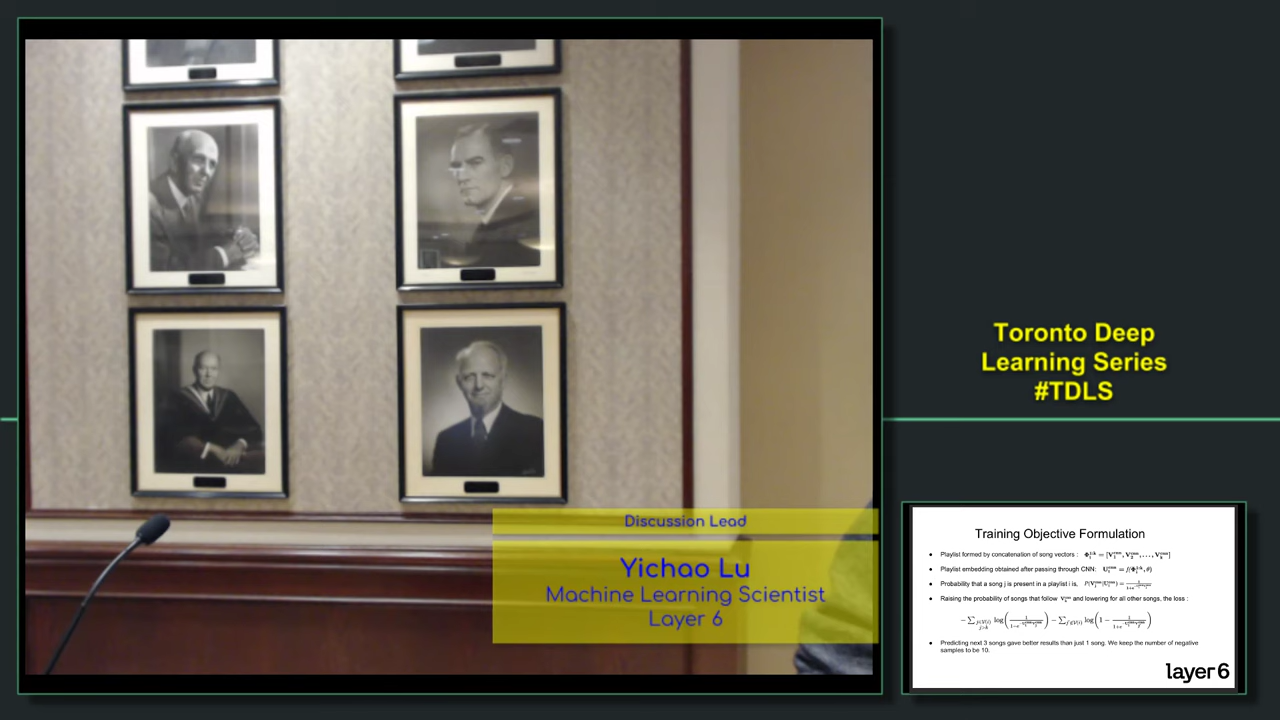 Toronto Deep
Learning Series
#TDLS
Discussion Lead
Yichao Lu
Machine Learning Scientist
Layer 6
Training Objective Formulation
Playlist formed by concatenation of song vectors :
Playlist embedding obtained after passing through CNN:
Probability that a song j is present in a playlist i is,
Raising the probability of songs that follow and lowering for all other songs, the loss :
Predicting next 3 songs gave better results than just 1 song. We keep the number of negative
samples to be 10.
layer6